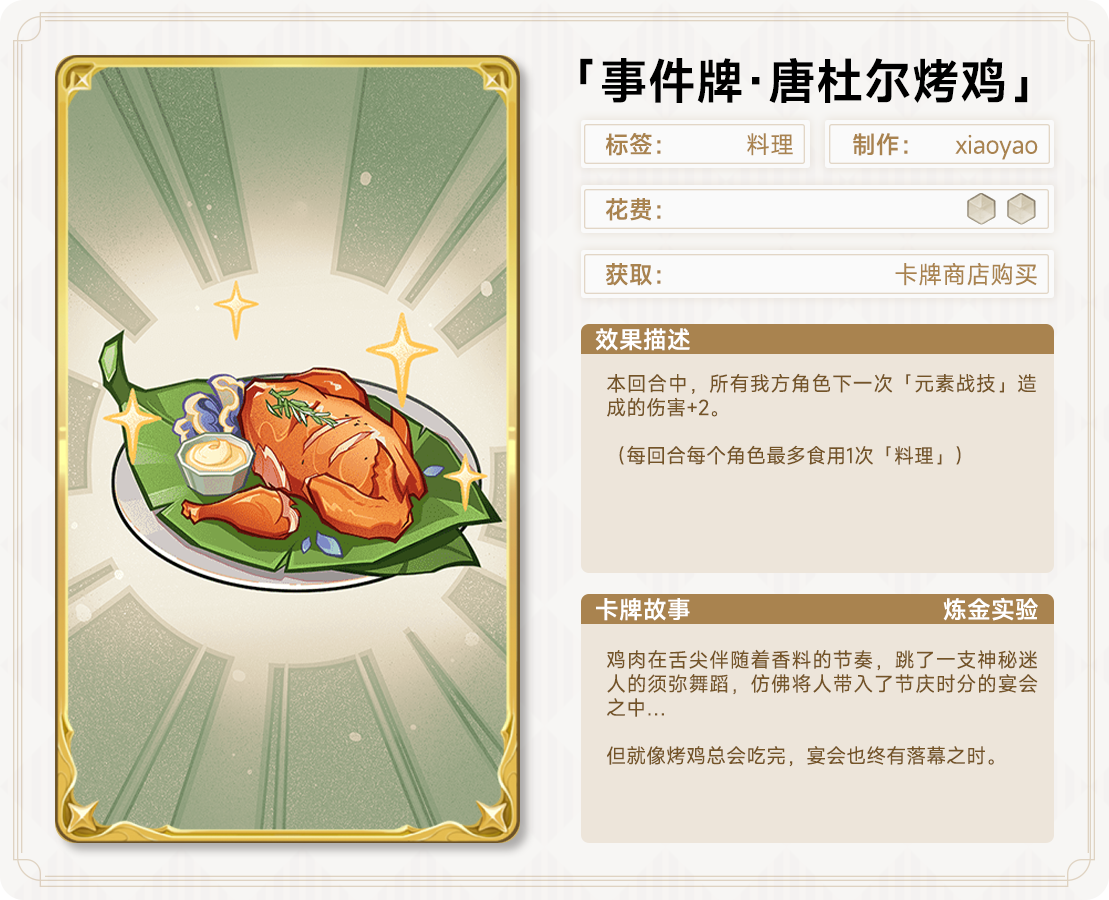 「事件牌·唐杜尔烤鸡」
标签： 料理 制作： xiaoyao
花费：
获取： 卡牌商店购买
效果描述
本回合中，所有我方角色下一次「元素战技」造
成的伤害+2。
（每回合每个角色最多食用1次「料理」）
卡牌故事 炼金实验
鸡肉在舌尖伴随着香料的节奏，跳了一支神秘迷
人的须弥舞蹈，仿佛将人带入了节庆时分的宴会
之中...
但就像烤鸡总会吃完，宴会也终有落幕之时。